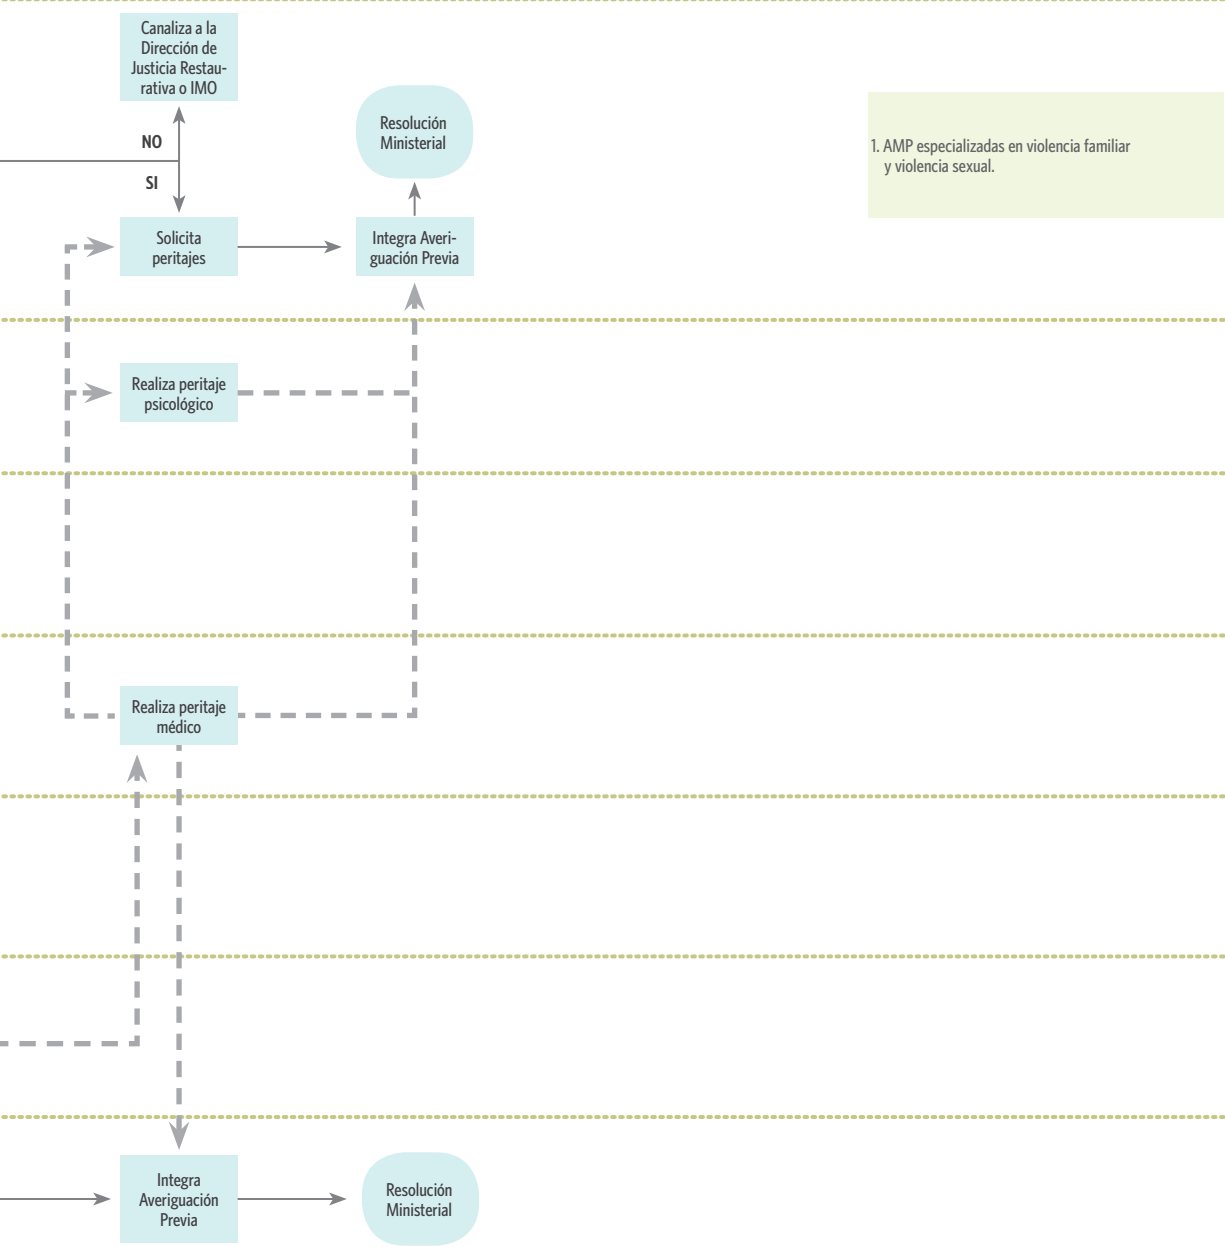 Canaliza a la
Dirección de
Justicia Restau-
rativa o IMO
NO
SI
Resolución
Ministerial
1. AMP especializadas en violencia familiar
y violencia sexual.
Solicita
peritajes
Integra Averi-
guación Previa
Realiza peritaje
psicológico
Realiza peritaje
médico
Integra
Averiguación
Previa
Resolución
Ministerial